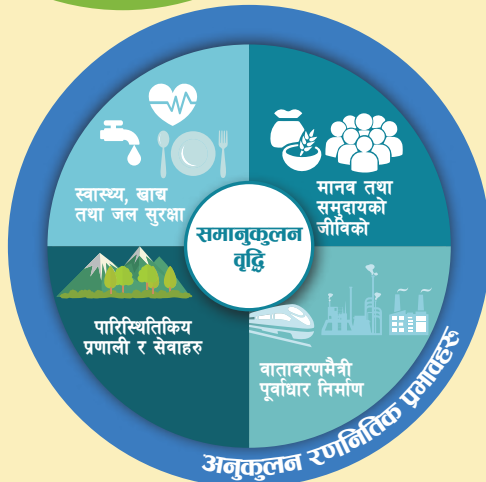 स्वास्थ्य, खाद्य
तथा जल सुरक्षा
मानव तथा
समुदायको
जीविको
समानुकुलन
वृद्धि
पारिस्थितिकिय
प्रणाली र सेवाहरु
वातावरणमैत्री
पूर्वाधार निर्माण
अनुकुलन रणनितिक प्रभावहरू